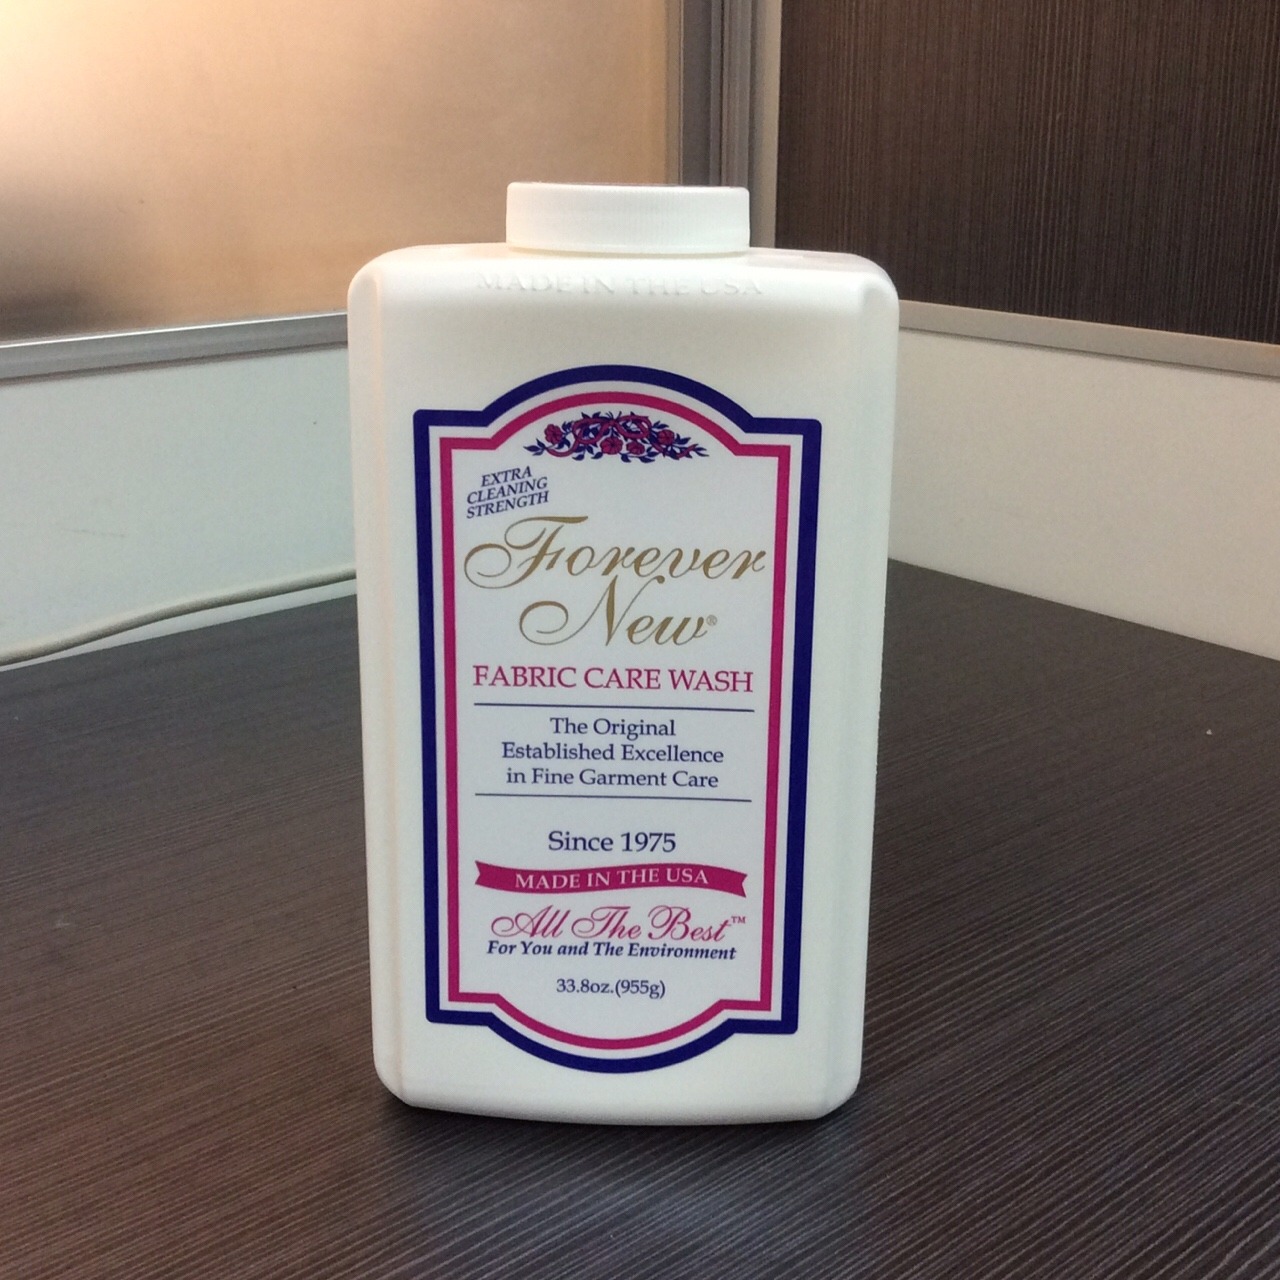 MADE IN THE USA
EXTRA
CLEANING
STRENGTH
Forever
New®
FABRIC CARE WASH
The Original
Established Excellence
in Fine Garment Care
Since 1975
MADE IN THE USA
All The Best™
For You and The Environment
33.8oz.(955g)